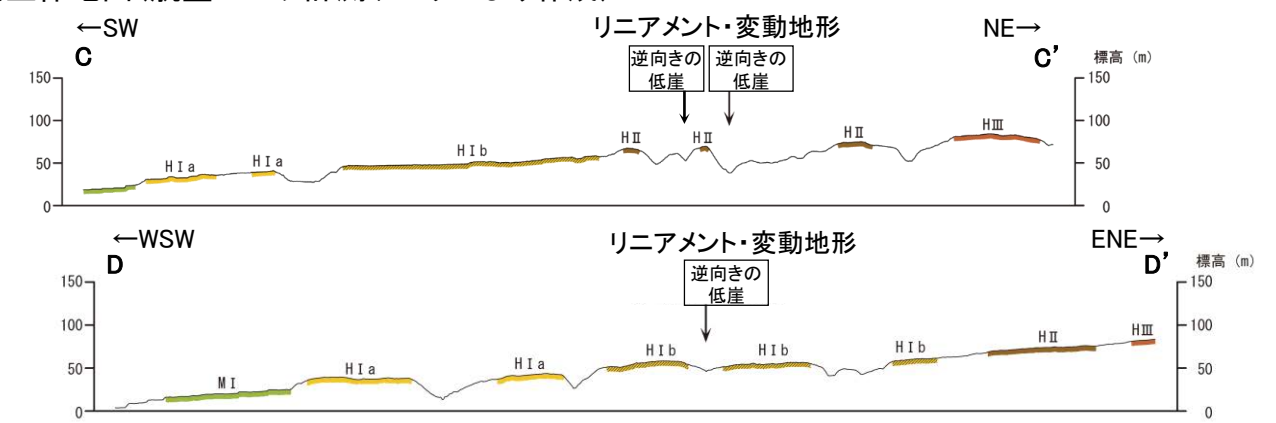 ←SW
リニアメント・変動地形
NE→
C
逆向きの
低崖
逆向きの
低崖
C'
標高 (m)
150
100
50
0
HⅠa
HⅠa
HⅠb
HⅡ
HⅡ
HⅡ
HⅢ
150
100
50
0
←WSW
リニアメント・変動地形
ENE→
D
逆向きの
低崖
D'
標高 (m)
150
100
50
0
MⅠ
HⅠa
HⅠa
HⅠb
HⅠb
HⅠb
HⅡ
HⅢ
150
100
50
0